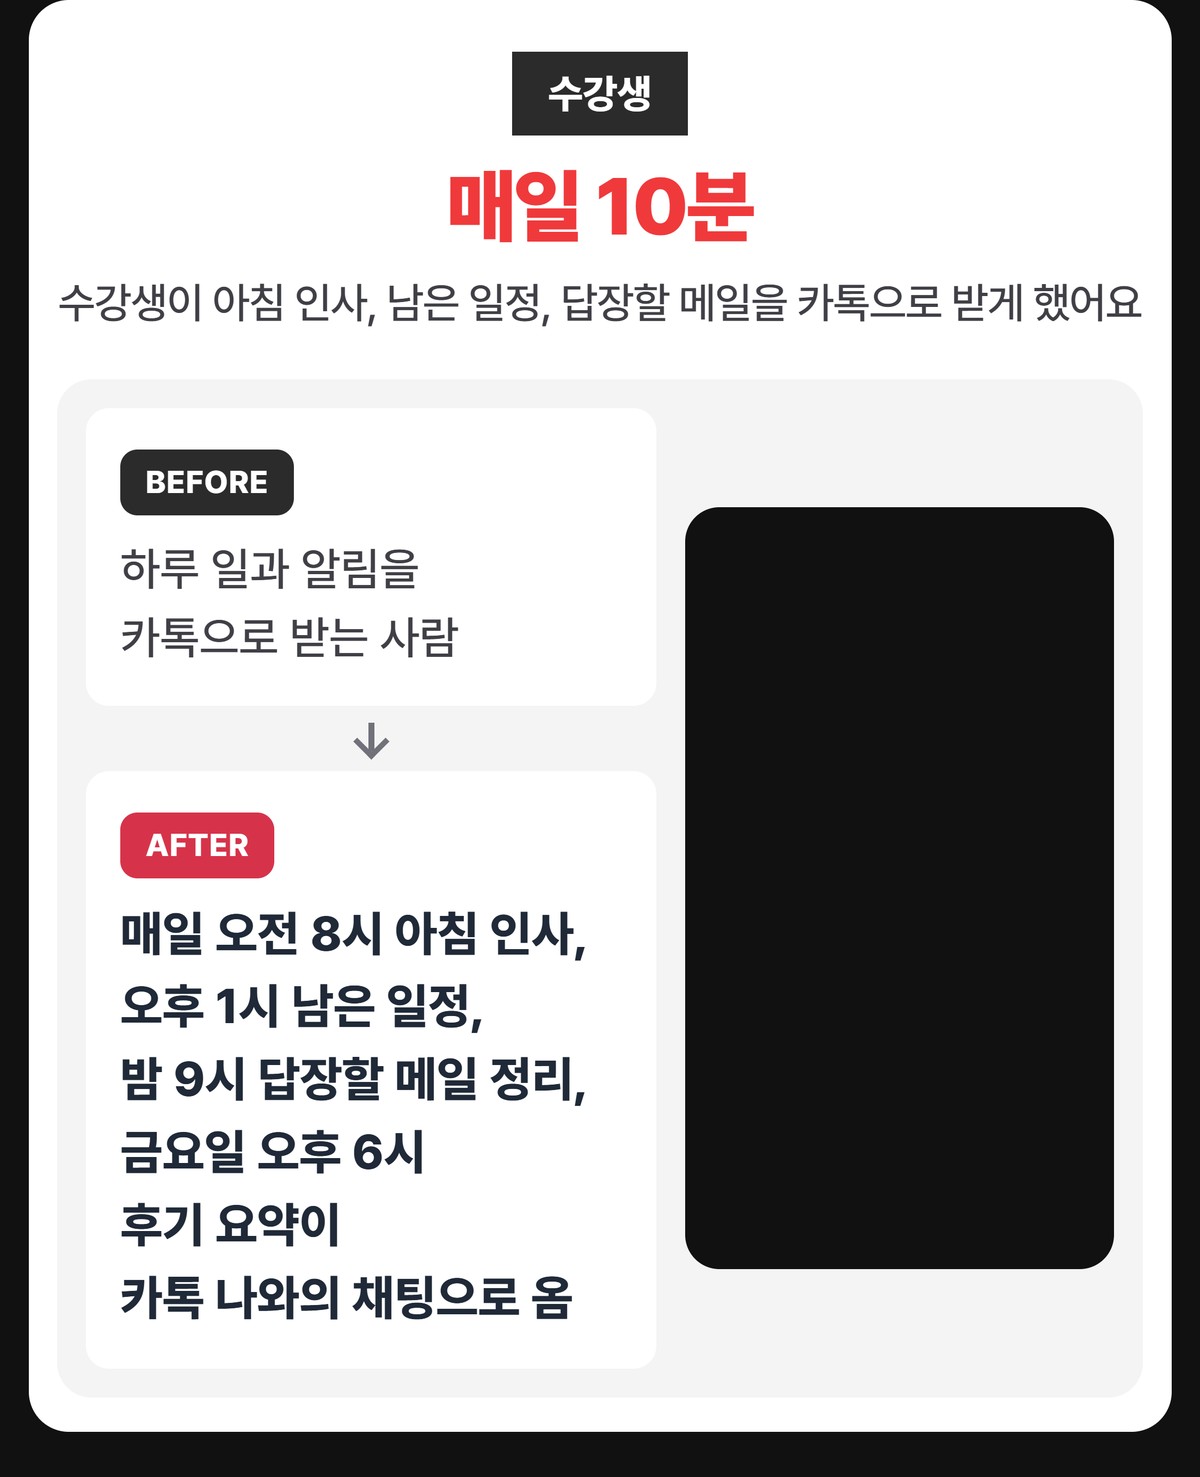 수강생
매일 10분
수강생이 아침 인사, 남은 일정, 답장할 메일을 카톡으로 받게 했어요
BEFORE
하루 일과 알림을
카톡으로 받는 사람
AFTER
매일 오전 8시 아침 인사,
오후 1시 남은 일정,
밤 9시 답장할 메일 정리,
금요일 오후 6시
후기 요약이
카톡 나와의 채팅으로 옴